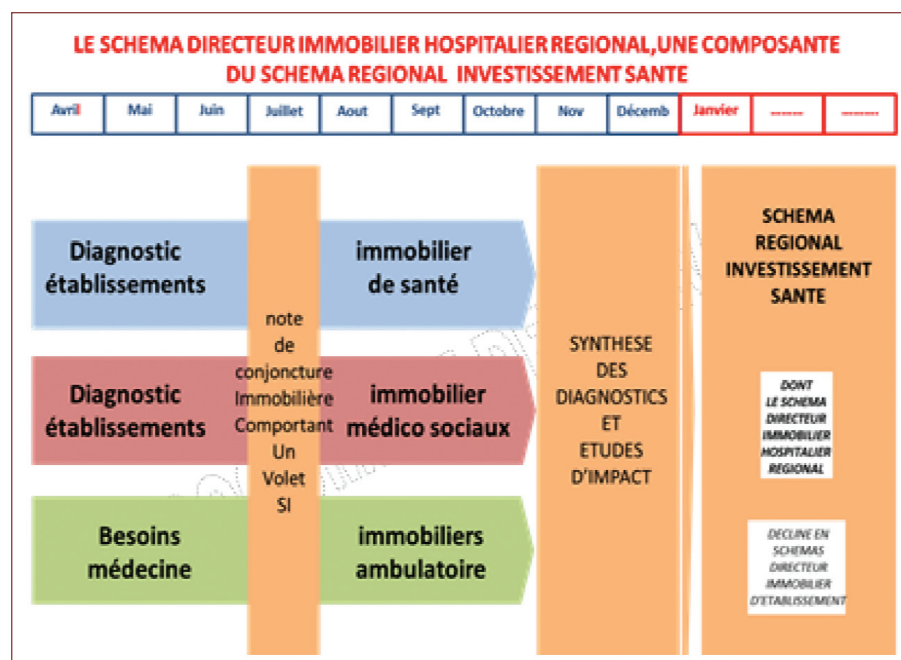 LE SCHEMA DIRECTEUR IMMOBILIER HOSPITALIER REGIONAL,UNE COMPOSANTE
DU SCHEMA REGIONAL INVESTISSEMENT SANTE
Avril Mai Juin Juillet Aout Sept Octobre Nov Décemb Janvier ------ -------
Diagnostic
établissements
immobilier
de santé
Diagnostic
établissements
immobilier
médico sociaux
Besoins
médecine
immobiliers
ambulatoire
note
de
conjoncture
Immobilière
Comportant
Un
Volet
SI
SYNTHESE
DES
DIAGNOSTICS
ET
ETUDES
D'IMPACT
SCHEMA
REGIONAL
INVESTISSEMENT
SANTE
DONT
LE SCHEMA
DIRECTEUR
IMMOBILIER
HOSPITALIER
REGIONAL
DECLINE EN
SCHEMAS
DIRECTEUR
IMMOBILIER
D'ETABLISSEMENT